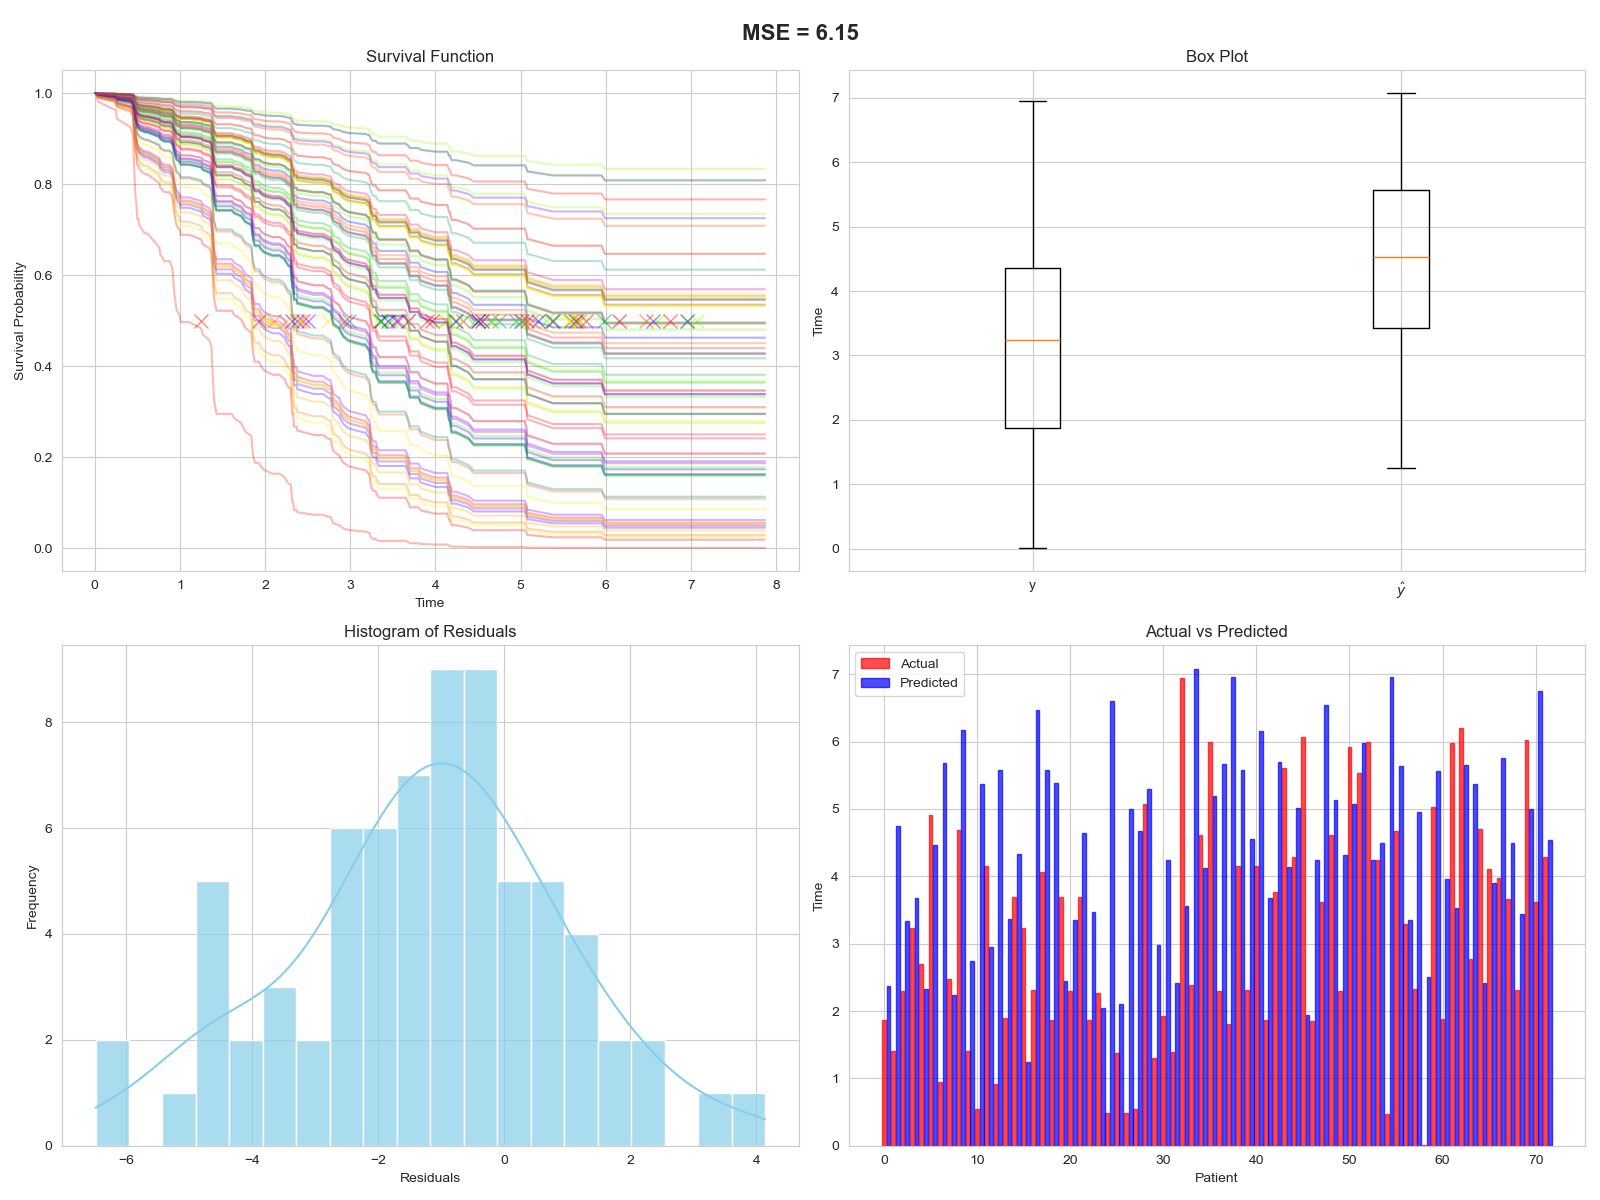 MSE = 6.15
Survival Function
Survival Probability
1.0
0.8
0.6
0.4
0.2
0.0
0 1 2 3 4 5 6 7 8
Time
Box Plot
Time
7
6
5
4
3
2
1
0
y ŷ
Histogram of Residuals
Frequency
8
6
4
2
0
−6 −4 −2 0 2 4
Residuals
Actual vs Predicted
Actual
Predicted
Time
7
6
5
4
3
2
1
0
0 10 20 30 40 50 60 70
Patient